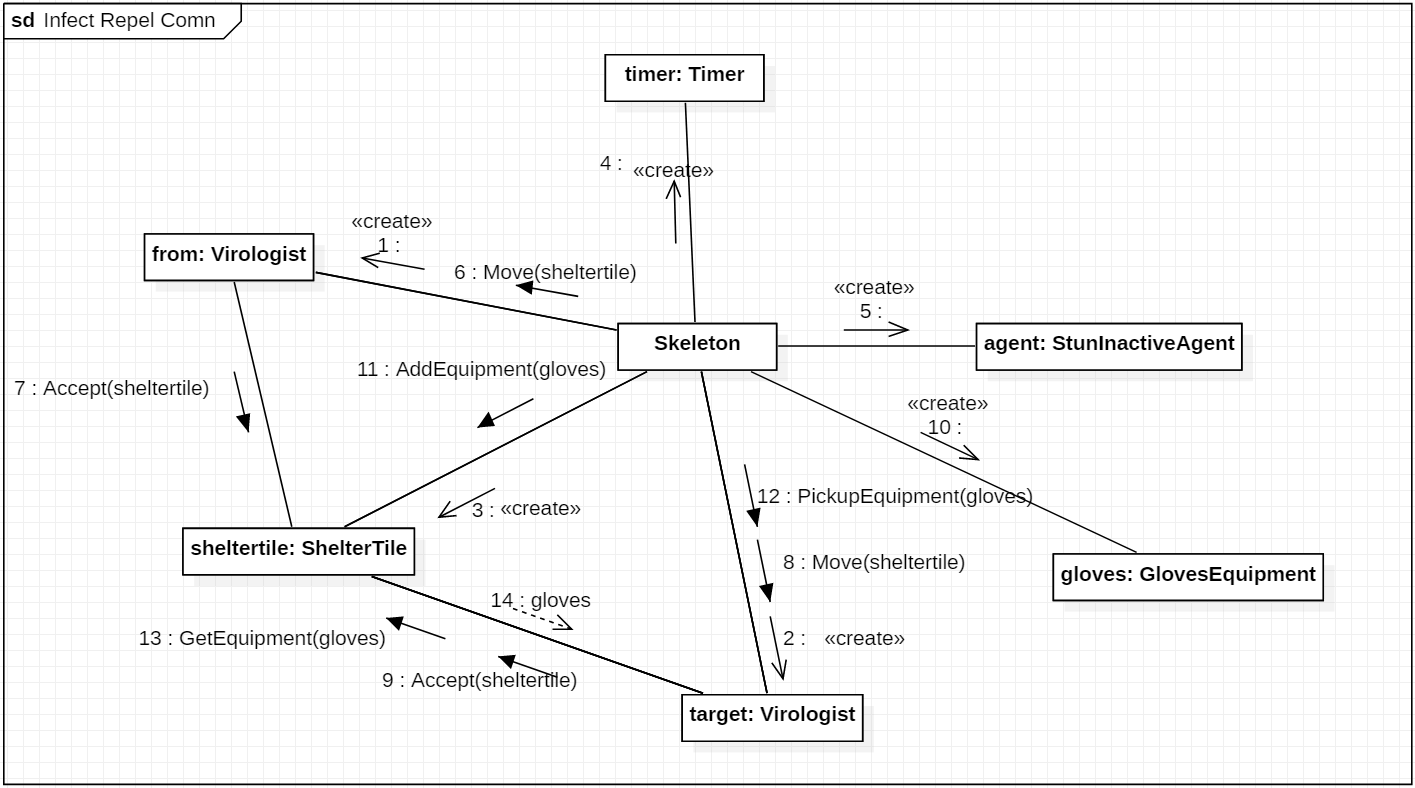 sd Infect Repel Comn
timer: Timer
4 :
«create»
«create»
1 :
from: Virologist
6 : Move(sheltertile)
«create»
5 :
Skeleton
agent: StunInactiveAgent
11 : AddEquipment(gloves)
7 : Accept(sheltertile)
«create»
10 :
12 : PickupEquipment(gloves)
3 : «create»
sheltertile: ShelterTile
8 : Move(sheltertile)
gloves: GlovesEquipment
14 : gloves
13 : GetEquipment(gloves)
2 : «create»
9 : Accept(sheltertile)
target: Virologist